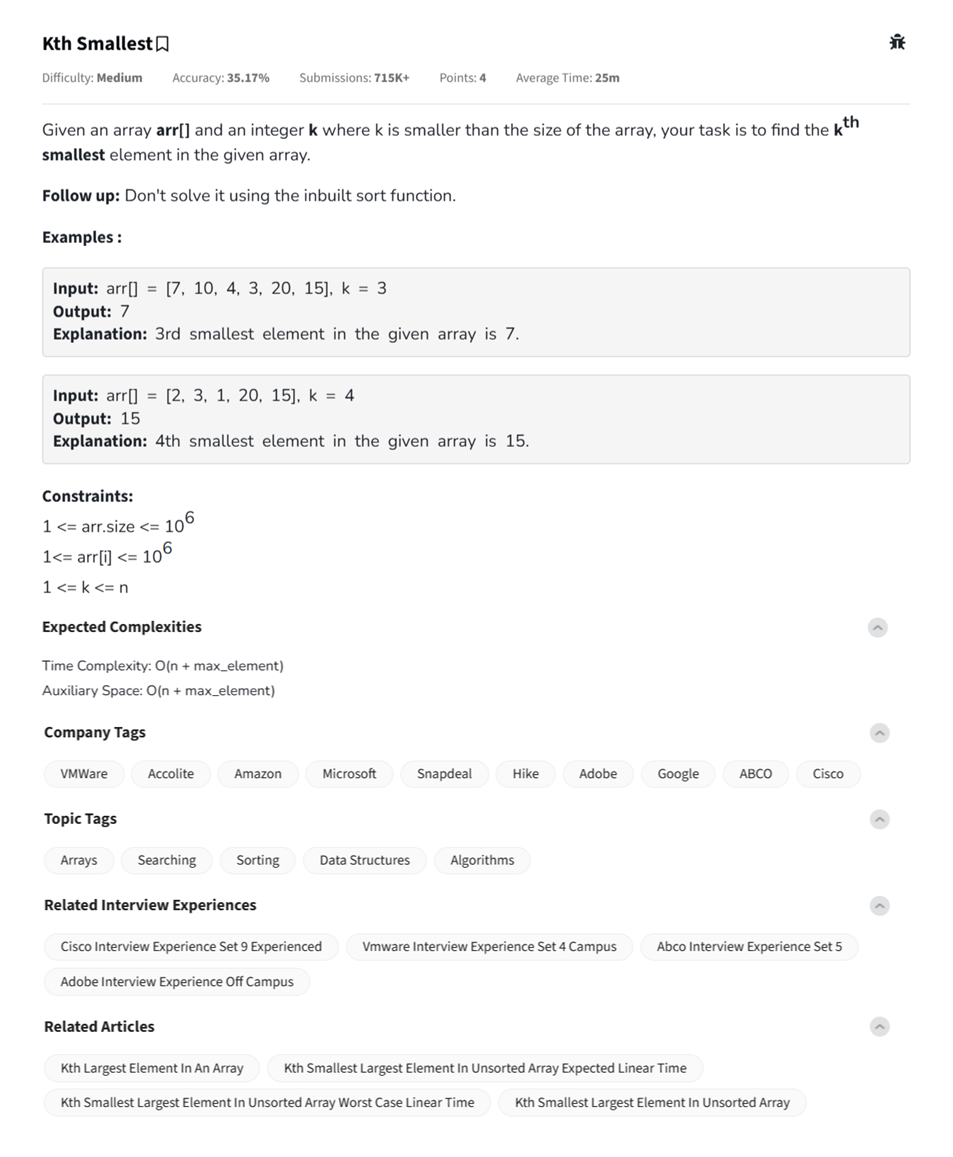 Kth Smallest
Difficulty: Medium Accuracy: 35.17% Submissions: 715K+ Points: 4 Average Time: 25m
Given an array arr[] and an integer k where k is smaller than the size of the array, your task is to find the kth
smallest element in the given array.
Follow up: Don't solve it using the inbuilt sort function.
Examples :
Input: arr[] = [7, 10, 4, 3, 20, 15], k = 3
Output: 7
Explanation: 3rd smallest element in the given array is 7.
Input: arr[] = [2, 3, 1, 20, 15], k = 4
Output: 15
Explanation: 4th smallest element in the given array is 15.
Constraints:
1 <= arr.size <= 10^6
1<= arr[i] <= 10^6
1 <= k <= n
Expected Complexities
Time Complexity: O(n + max_element)
Auxiliary Space: O(n + max_element)
Company Tags
VMWare Accolite Amazon Microsoft Snapdeal Hike Adobe Google ABCO Cisco
Topic Tags
Arrays Searching Sorting Data Structures Algorithms
Related Interview Experiences
Cisco Interview Experience Set 9 Experienced Vmware Interview Experience Set 4 Campus Abco Interview Experience Set 5
Adobe Interview Experience Off Campus
Related Articles
Kth Largest Element In An Array Kth Smallest Largest Element In Unsorted Array Expected Linear Time
Kth Smallest Largest Element In Unsorted Array Worst Case Linear Time Kth Smallest Largest Element In Unsorted Array